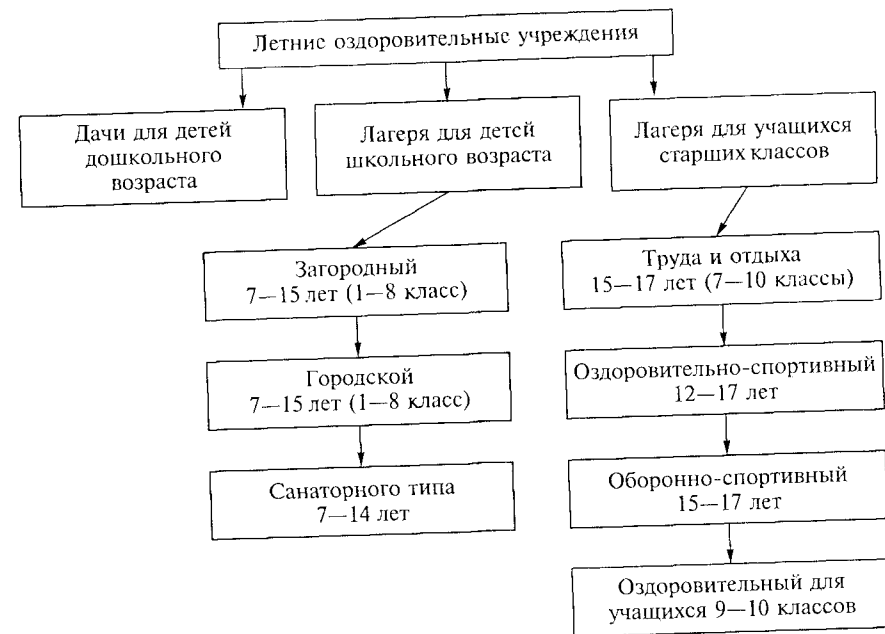 Летние оздоровительные учреждения
Дачи для детей
дошкольного
возраста
Лагеря для детей
школьного возраста
Лагеря для учащихся
старших классов
Загородный
7—15 лет (1—8 класс)
Городской
7—15 лет (1—8 класс)
Санаторного типа
7—14 лет
Труда и отдыха
15—17 лет (7—10 классы)
Оздоровительно-спортивный
12—17 лет
Оборонно-спортивный
15—17 лет
Оздоровительный для
учащихся 9—10 классов